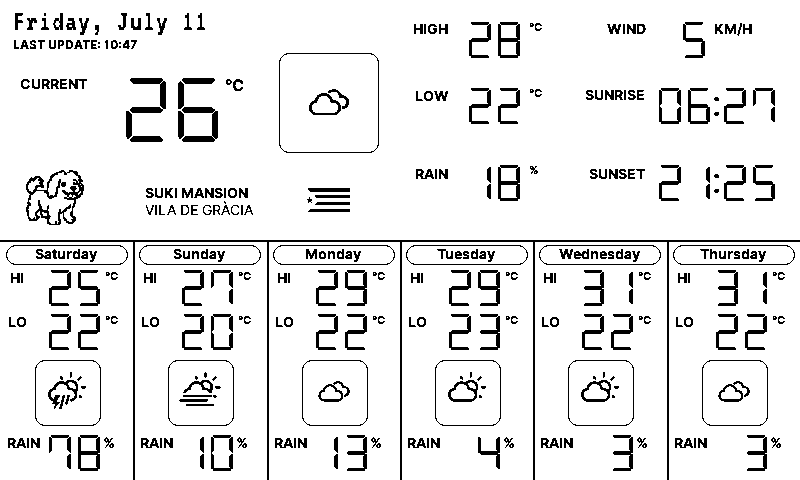 Friday, July 11
LAST UPDATE: 10:47
CURRENT 26 °C
HIGH 28 °C
LOW 22 °C
RAIN 18 %
WIND 5 KM/H
SUNRISE 06:27
SUNSET 21:25
SUKI MANSION
VILA DE GRÀCIA
Saturday
HI 25 °C
LO 22 °C
RAIN 78 %
Sunday
HI 27 °C
LO 20 °C
RAIN 10 %
Monday
HI 29 °C
LO 22 °C
RAIN 13 %
Tuesday
HI 29 °C
LO 23 °C
RAIN 4 %
Wednesday
HI 31 °C
LO 22 °C
RAIN 3 %
Thursday
HI 31 °C
LO 22 °C
RAIN 3 %